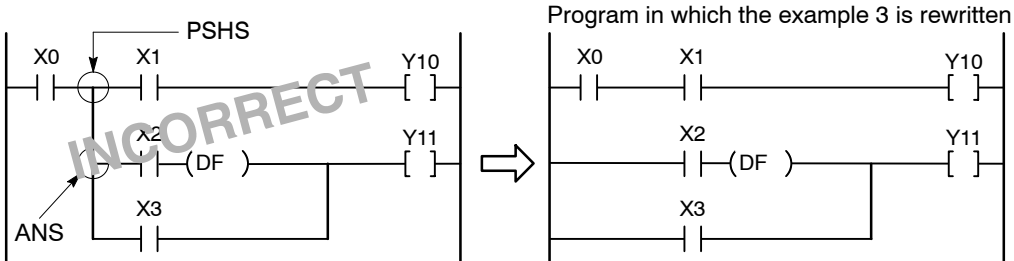 Program in which the example 3 is rewritten
PSHS
X0 X1 Y10
X0 X1 Y10
INCORRECT
X2 Y11
(DF )
X2 Y11
(DF )
X3
X3
ANS